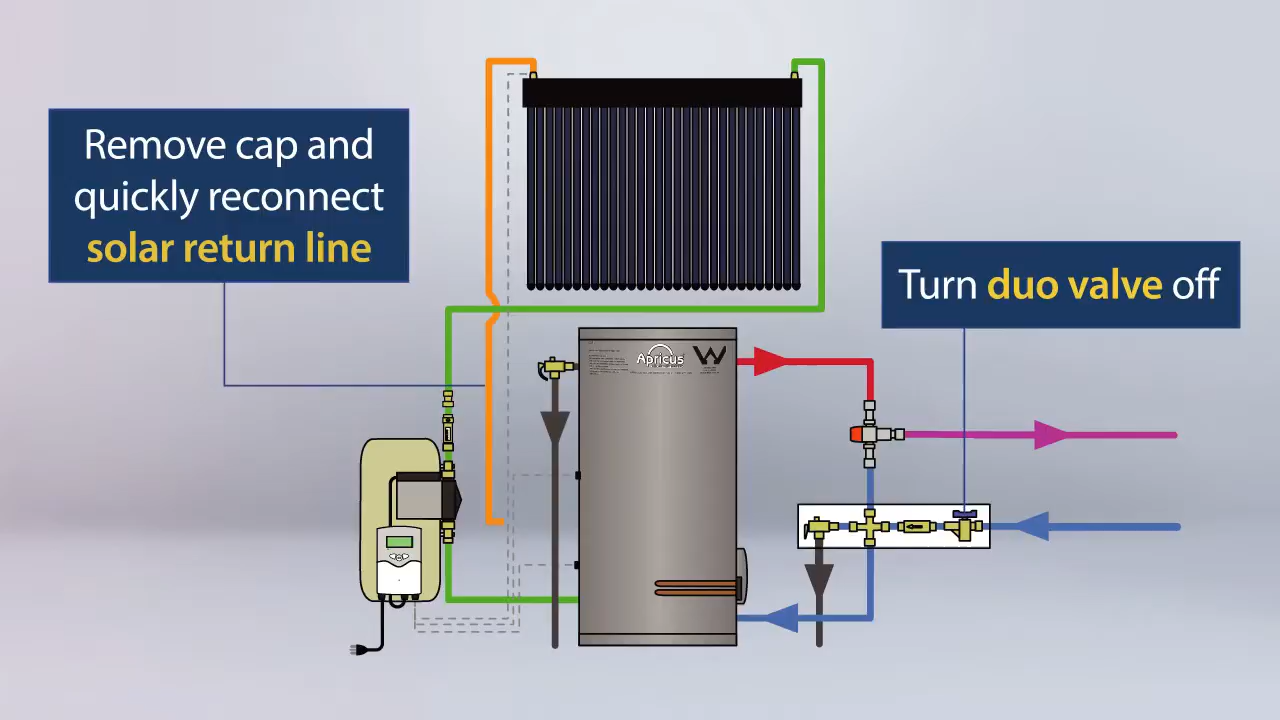 Remove cap and
quickly reconnect
solar return line
Turn duo valve off
Apricus